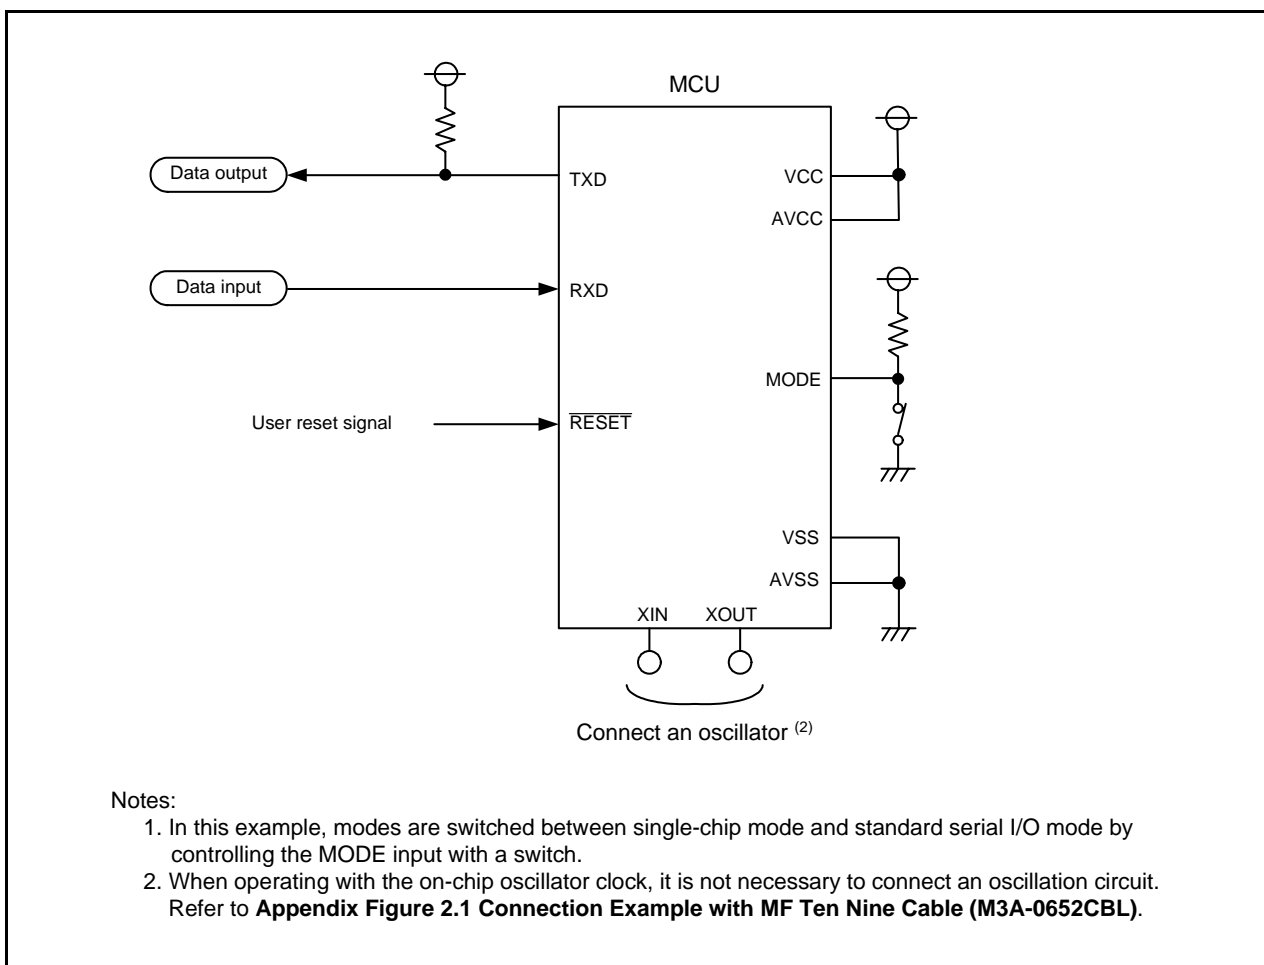 MCU
Data output
TXD
VCC
AVCC
Data input
RXD
MODE
User reset signal
RESET
VSS
AVSS
XIN XOUT
Connect an oscillator (2)
Notes:
1. In this example, modes are switched between single-chip mode and standard serial I/O mode by
controlling the MODE input with a switch.
2. When operating with the on-chip oscillator clock, it is not necessary to connect an oscillation circuit.
Refer to Appendix Figure 2.1 Connection Example with MF Ten Nine Cable (M3A-0652CBL).